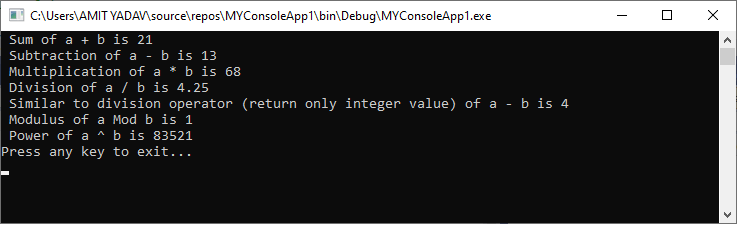 C:\Users\AMIT YADAV\source\repos\MYConsoleApp1\bin\Debug\MYConsoleApp1.exe
Sum of a + b is 21
Subtraction of a - b is 13
Multiplication of a * b is 68
Division of a / b is 4.25
Similar to division operator (return only integer value) of a - b is 4
Modulus of a Mod b is 1
Power of a ^ b is 83521
Press any key to exit...